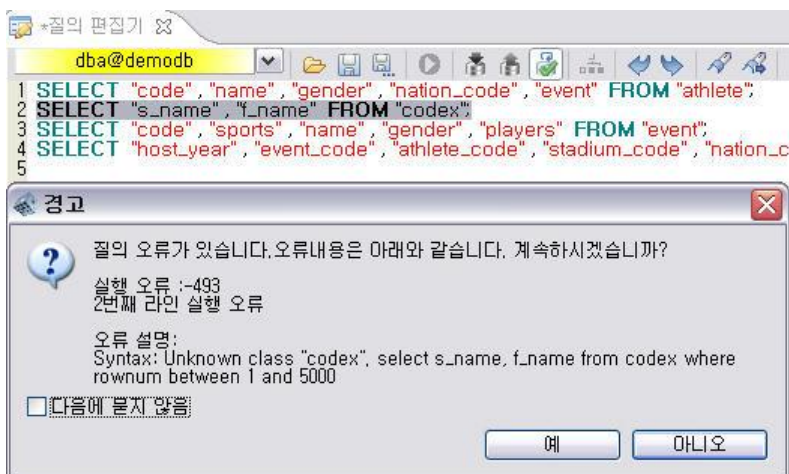 *질의 편집기
dba@demodb
1 SELECT "code" , "name" , "gender" , "nation_code" , "event" FROM "athlete";
2 SELECT "s_name" , "f_name" FROM "codex";
3 SELECT "code" , "sports" , "name" , "gender" , "players" FROM "event";
4 SELECT "host_year" , "event_code" , "athlete_code" , "stadium_code" , "nation_c
5
경고
질의 오류가 있습니다.오류내용은 아래와 같습니다. 계속하시겠습니까?
실행 오류 :-493
2번째 라인 실행 오류
오류 설명:
Syntax: Unknown class "codex", select s_name, f_name from codex where
rownum between 1 and 5000
다음에 묻지 않음
예
아니오